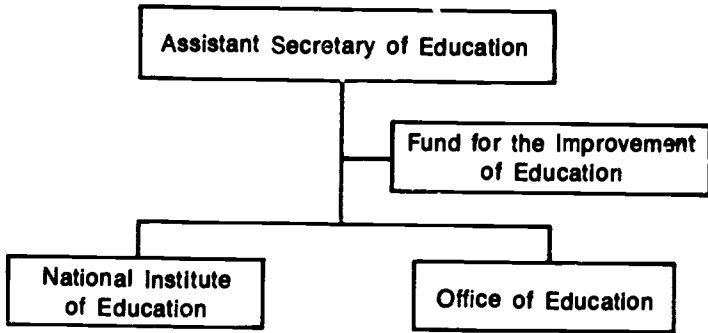 Assistant Secretary of Education
Fund for the Improvement
of Education
National Institute
of Education
Office of Education